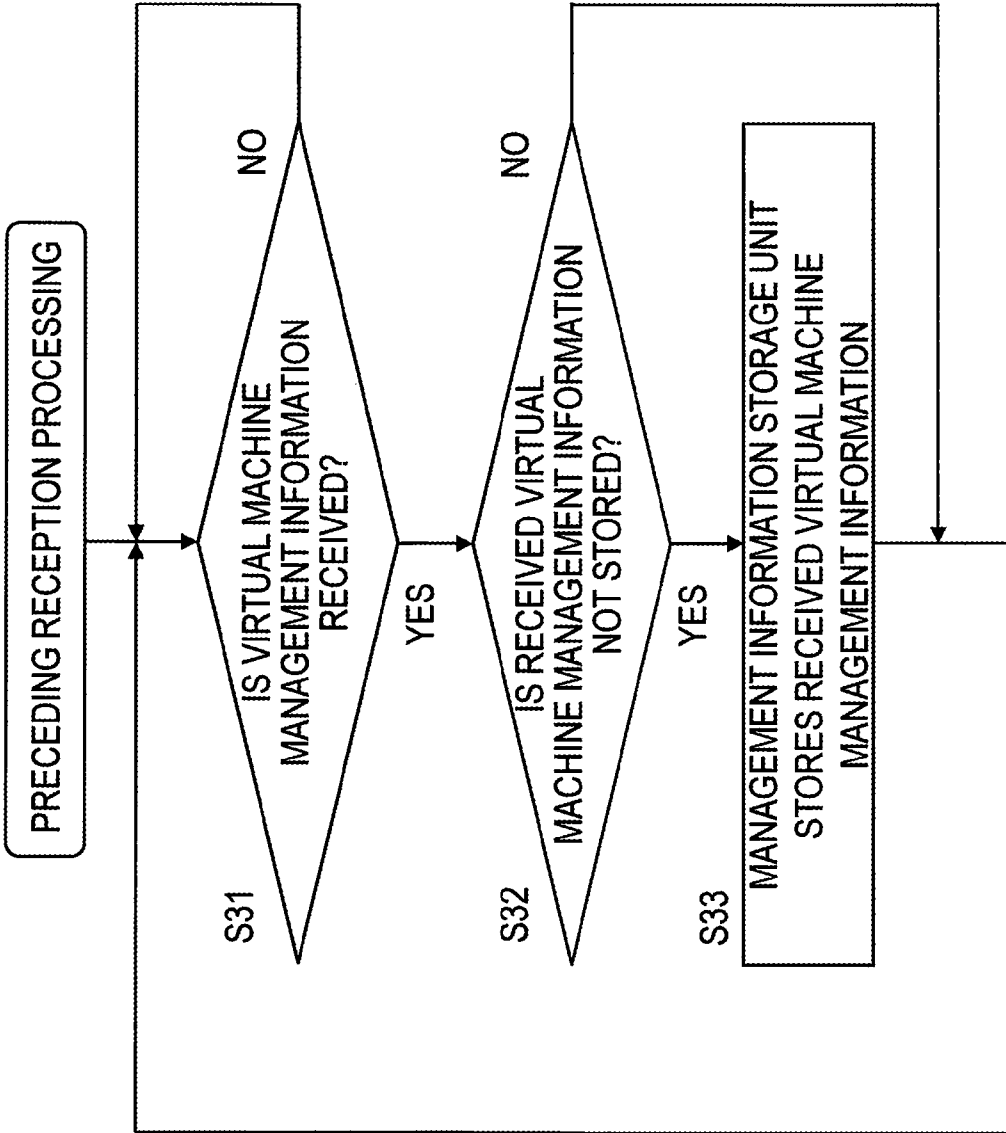 PRECEDING RECEPTION PROCESSING
S31
IS VIRTUAL MACHINE
MANAGEMENT INFORMATION
RECEIVED?
NO
YES
S32
IS RECEIVED VIRTUAL
MACHINE MANAGEMENT INFORMATION
NOT STORED?
NO
YES
S33
MANAGEMENT INFORMATION STORAGE UNIT
STORES RECEIVED VIRTUAL MACHINE
MANAGEMENT INFORMATION